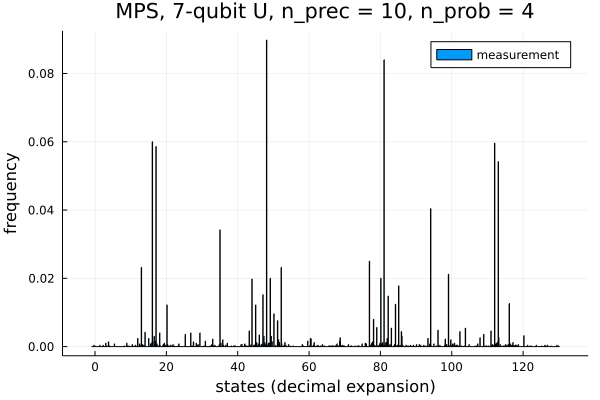 MPS, 7-qubit U, n_prec = 10, n_prob = 4
measurement
frequency
0.08
0.06
0.04
0.02
0.00
0 20 40 60 80 100 120
states (decimal expansion)